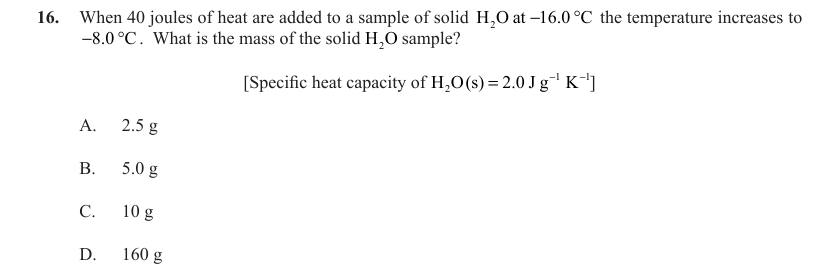 16. When 40 joules of heat are added to a sample of solid H₂O at –16.0 °C the temperature increases to
–8.0 °C. What is the mass of the solid H₂O sample?
[Specific heat capacity of H₂O(s) = 2.0 J g⁻¹ K⁻¹]
A. 2.5 g
B. 5.0 g
C. 10 g
D. 160 g